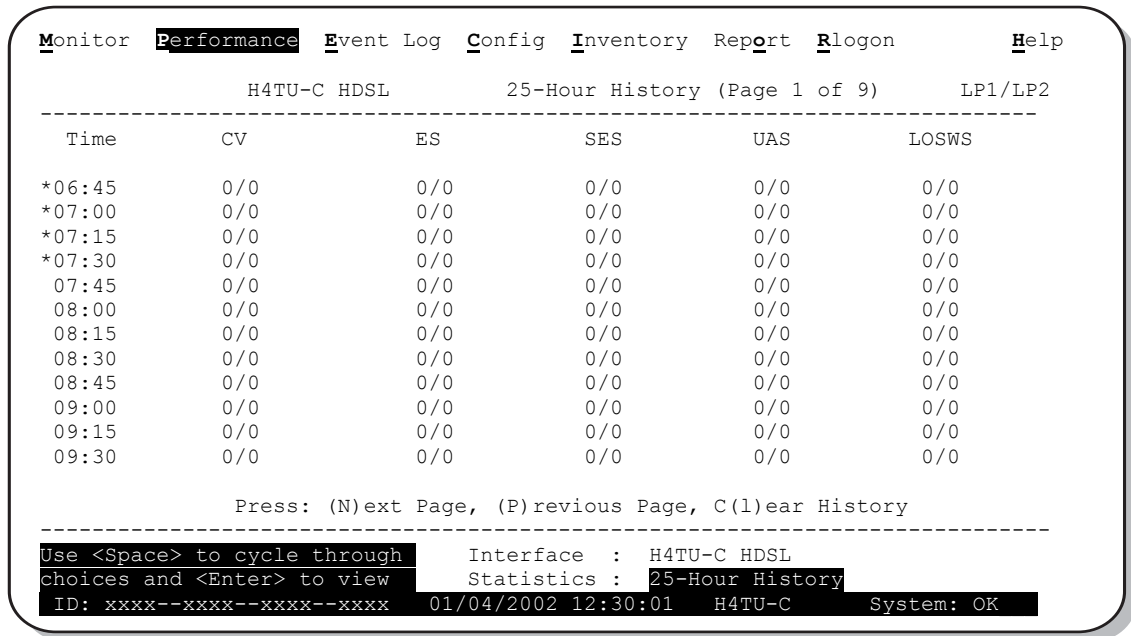 Monitor Performance Event Log Config Inventory Report Rlogon Help
H4TU-C HDSL 25-Hour History (Page 1 of 9) LP1/LP2
--------------------------------------------------------------------------------
Time CV ES SES UAS LOSWS
*06:45 0/0 0/0 0/0 0/0 0/0
*07:00 0/0 0/0 0/0 0/0 0/0
*07:15 0/0 0/0 0/0 0/0 0/0
*07:30 0/0 0/0 0/0 0/0 0/0
07:45 0/0 0/0 0/0 0/0 0/0
08:00 0/0 0/0 0/0 0/0 0/0
08:15 0/0 0/0 0/0 0/0 0/0
08:30 0/0 0/0 0/0 0/0 0/0
08:45 0/0 0/0 0/0 0/0 0/0
09:00 0/0 0/0 0/0 0/0 0/0
09:15 0/0 0/0 0/0 0/0 0/0
09:30 0/0 0/0 0/0 0/0 0/0
Press: (N)ext Page, (P)revious Page, C(l)ear History
--------------------------------------------------------------------------------
Use <Space> to cycle through Interface : H4TU-C HDSL
choices and <Enter> to view Statistics : 25-Hour History
ID: xxxx--xxxx--xxxx--xxxx 01/04/2002 12:30:01 H4TU-C System: OK